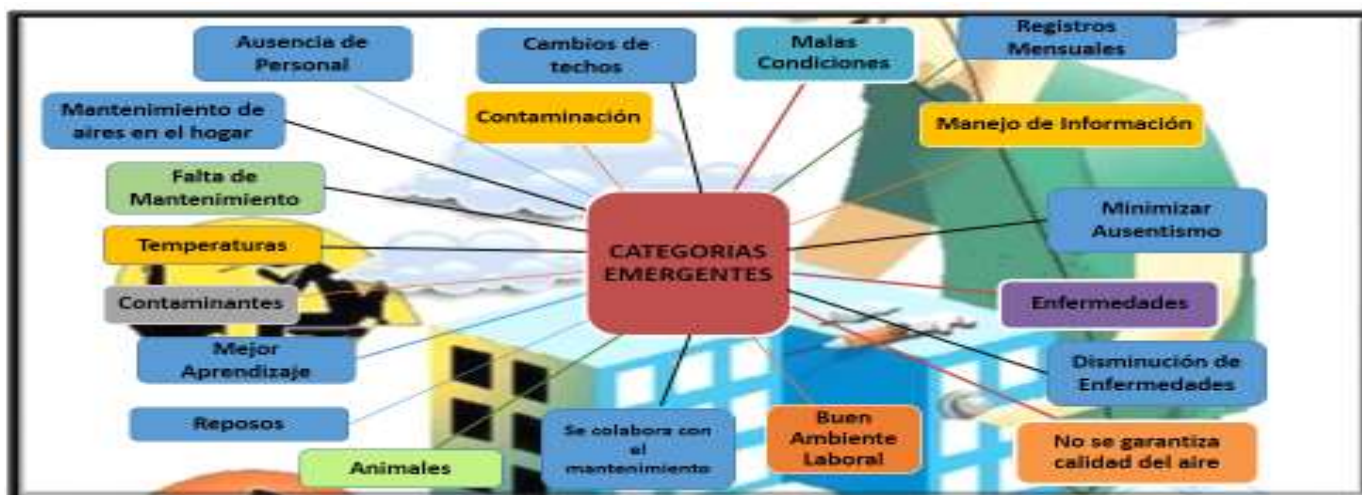 Ausencia de
Personal
Cambios de
techos
Malas
Condiciones
Registros
Mensuales
Mantenimiento de
aires en el hogar
Contaminación
Manejo de Información
Falta de
Mantenimiento
Minimizar
Ausentismo
Temperaturas
CATEGORIAS
EMERGENTES
Contaminantes
Enfermedades
Mejor
Aprendizaje
Disminución de
Enfermedades
Reposos
Se colabora con
el
mantenimiento
Buen
Ambiente
Laboral
No se garantiza
calidad del aire
Animales